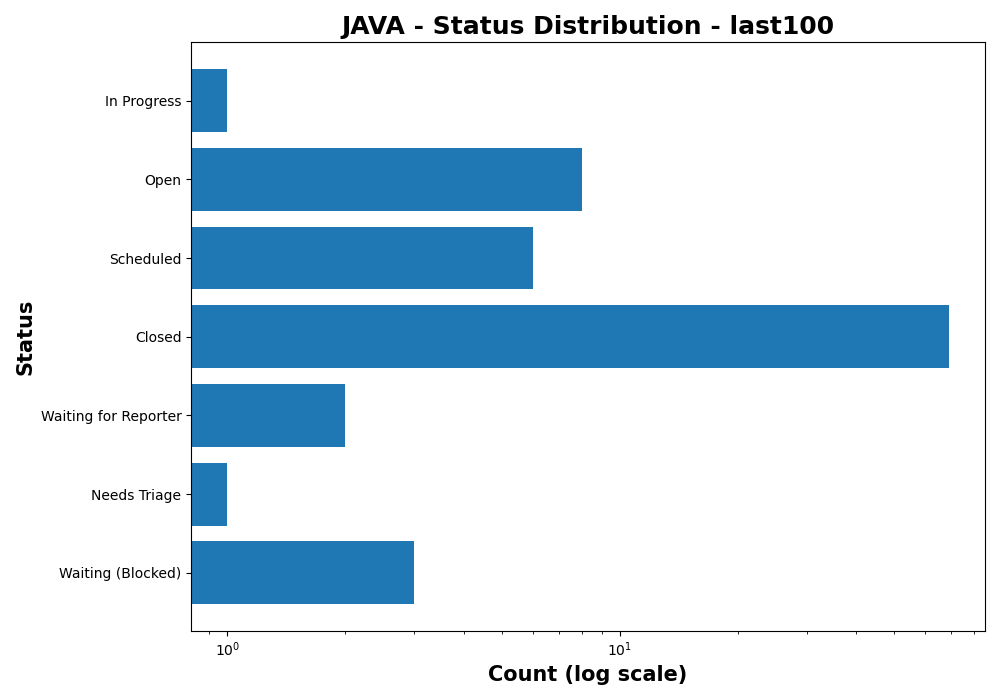 JAVA - Status Distribution - last100
In Progress
Open
Scheduled
Closed
Waiting for Reporter
Needs Triage
Waiting (Blocked)
Status
10⁰ 10¹
Count (log scale)